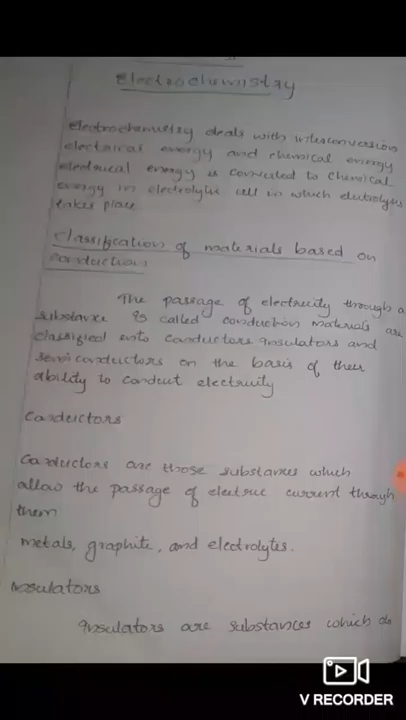 Electrochemistry
Electrochemistry deals with interconversion
electrical energy and chemical energy
electrical energy is converted to chemical
energy in electrolytic cell in which electrolysis
takes place
Classification of materials based on
conductions
The passage of electricity through a
substance is called conduction materials are
classified into conductors insulators and
semiconductors on the basis of their
ability to conduct electricity
Conductors
Conductors are those substances which
allow the passage of electric current through
them
metals, graphite, and electrolytes.
Insulators
Insulators are substances which do
V RECORDER